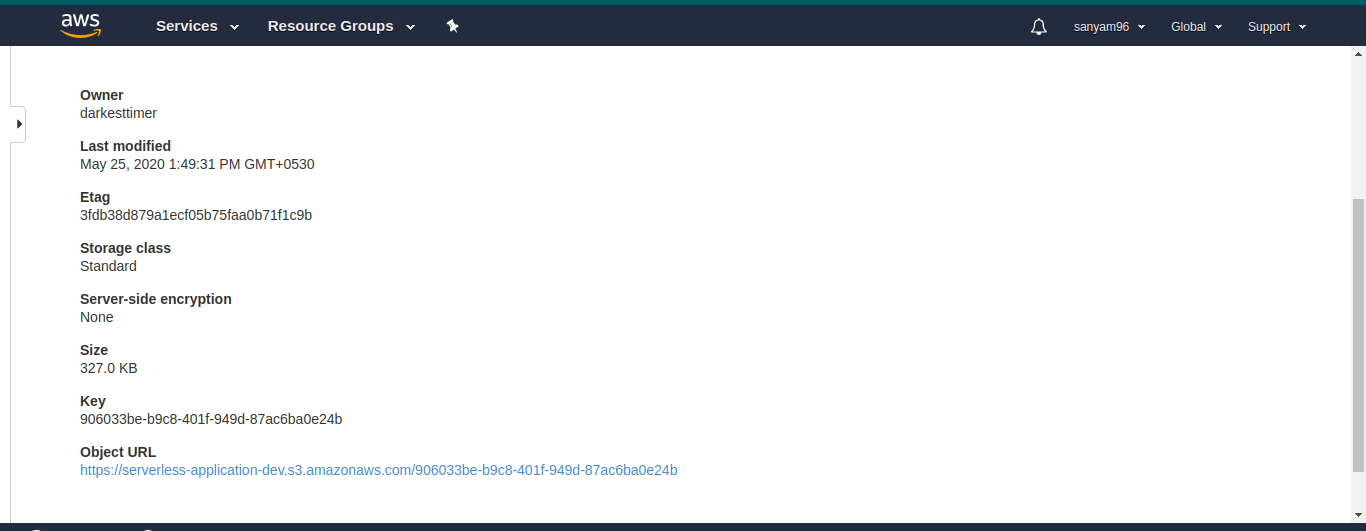 aws Services Resource Groups sanyam96 Global Support
Owner
darkesttimer
Last modified
May 25, 2020 1:49:31 PM GMT+0530
Etag
3fdb38d879a1ecf05b75faa0b71f1c9b
Storage class
Standard
Server-side encryption
None
Size
327.0 KB
Key
906033be-b9c8-401f-949d-87ac6ba0e24b
Object URL
https://serverless-application-dev.s3.amazonaws.com/906033be-b9c8-401f-949d-87ac6ba0e24b